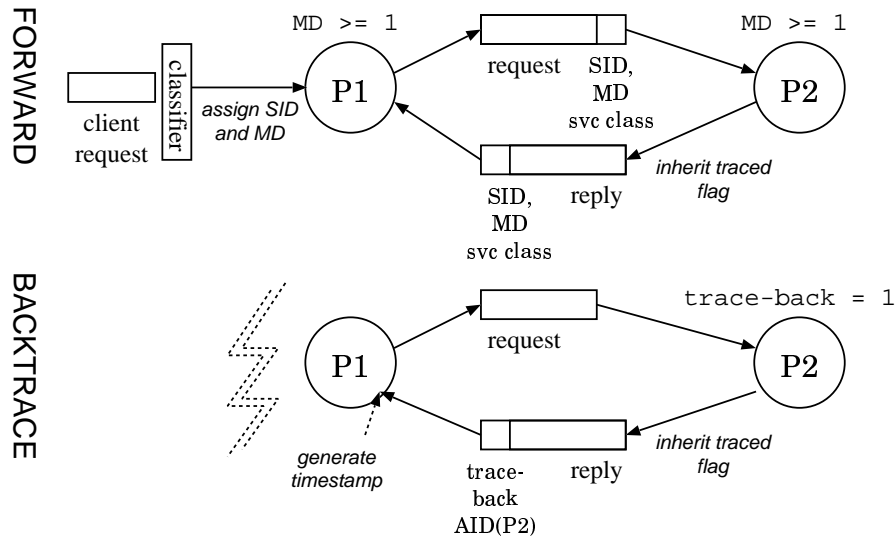 FORWARD
MD >= 1
MD >= 1
client
request
classifier
assign SID
and MD
P1
request
SID,
MD
svc class
P2
SID,
MD
svc class
reply
inherit traced
flag
BACKTRACE
trace-back = 1
P1
request
P2
generate
timestamp
trace-
back
AID(P2)
reply
inherit traced
flag